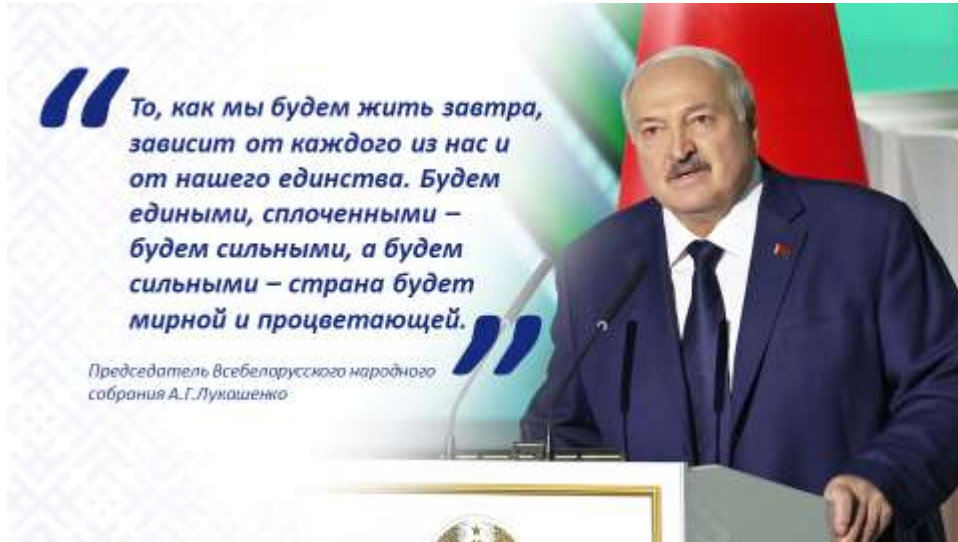 “То, как мы будем жить завтра,
зависит от каждого из нас и
от нашего единства. Будем
едиными, сплоченными –
будем сильными, а будем
сильными – страна будет
мирной и процветающей.”
Председатель Всебелорусского народного
собрания А.Г.Лукашенко